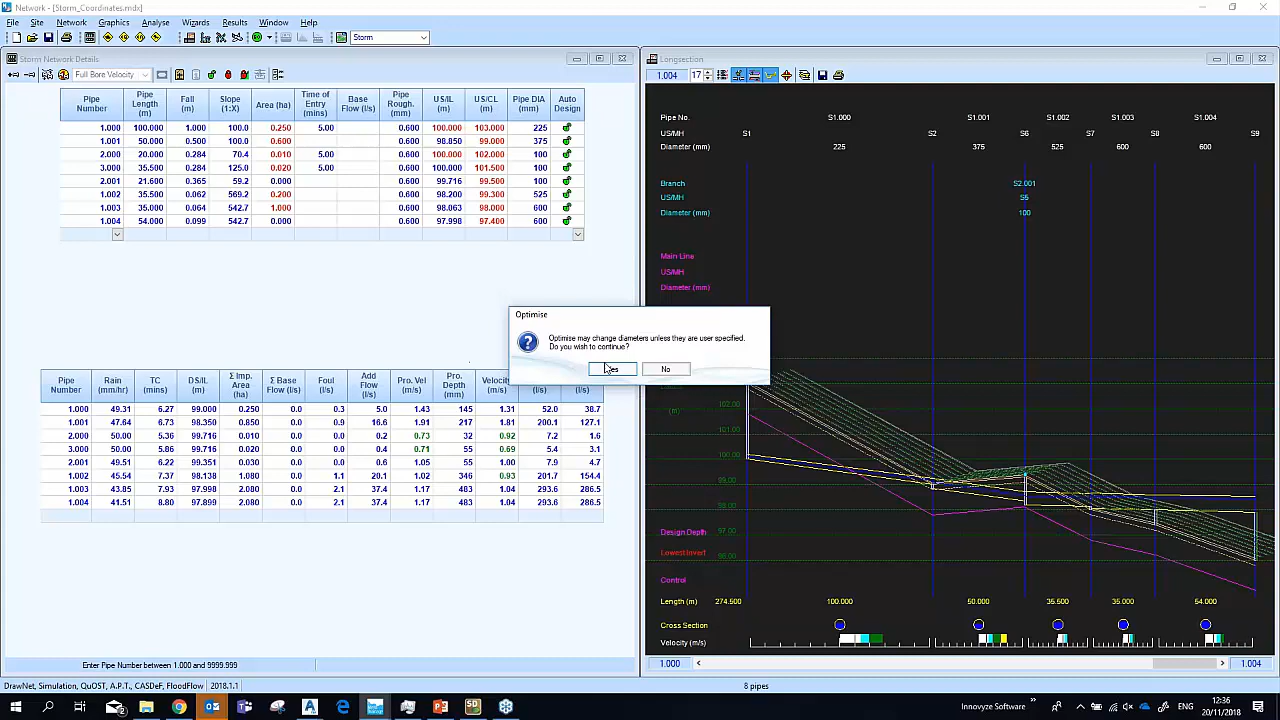 Network - [Storm_Coordinates.mdx]
File Site Network Graphics Analyse Wizards Results Window Help
Storm
Storm Network Details
Full Bore Velocity
Pipe Number Pipe Length (m) Fall (m) Slope (1:X) Area (ha) Time of Entry (mins) Base Flow (l/s) Pipe Rough. (mm) US/IL (m) US/CL (m) Pipe DIA (mm) Auto Design
1.000 100.000 1.000 100.0 0.250 5.00 0.600 100.000 103.000 225
1.001 50.000 0.500 100.0 0.600 0.600 98.850 99.600 375
2.000 20.000 0.284 70.4 0.010 5.00 0.600 100.000 102.000 100
3.000 35.500 0.284 125.0 0.020 5.00 0.600 100.000 101.500 100
2.001 21.600 0.365 59.2 0.000 0.600 99.716 99.500 100
1.002 35.500 0.062 569.2 0.200 0.600 98.200 99.300 525
1.003 35.000 0.064 542.7 1.000 0.600 98.063 98.000 600
1.004 54.000 0.099 542.7 0.000 0.600 97.998 97.400 600
Pipe Number Rain (mm/hr) TC (mins) DS/IL (m) Σ Imp. Area (ha) Σ Base Flow (l/s) Foul (l/s) Add Flow (l/s) Pro. Vel (m/s) Pro. Depth (mm) Velocity (m/s) (l/s) (l/s)
1.000 49.31 6.27 99.000 0.250 0.0 0.3 5.0 1.43 145 1.31 52.0 38.7
1.001 47.64 6.73 98.350 0.850 0.0 0.9 16.6 1.91 217 1.81 200.1 127.1
2.000 50.00 5.36 99.716 0.010 0.0 0.2 0.73 32 0.92 7.2 1.6
3.000 50.00 5.86 99.716 0.020 0.0 0.4 0.71 55 0.69 5.4 3.1
2.001 49.51 6.22 99.351 0.030 0.0 0.0 0.6 1.05 55 1.00 7.9 4.7
1.002 45.54 7.37 98.138 1.080 0.0 1.1 20.1 1.02 346 0.93 201.7 154.4
1.003 43.85 7.93 97.999 2.080 0.0 2.1 37.4 1.17 483 1.04 293.6 286.5
1.004 41.51 8.80 97.899 2.080 0.0 2.1 37.4 1.17 483 1.04 293.6 286.5
Enter Pipe Number between 1.000 and 9999.999
Optimise
Optimise may change diameters unless they are user specified.
Do you wish to continue?
Yes No
Longsection
1.004 17
Pipe No. S1.000 S1.001 S1.002 S1.003 S1.004
US/MH S1 S2 S6 S7 S8 S9
Diameter (mm) 225 375 525 600 600
Branch S2.001
US/MH S5
Diameter (mm) 100
Main Line
US/MH
Diameter (mm)
(m)
102.00
101.00
100.00
99.00
98.00
97.00
96.00
Design Depth
Lowest Invert
Control
Length (m) 274.500 100.000 50.000 35.500 35.000 54.000
Cross Section
Velocity (m/s)
1.000 1.004
DrawNet, Simulation, QuOST, A.P.T., CASDeF, FloodFlow 2018.1.1 8 pipes
Innovyze Software ENG 12:36
20/11/2018